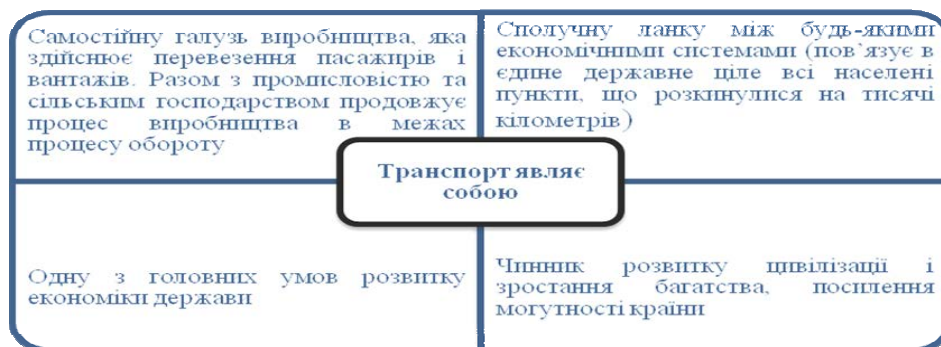 Самостійну галузь виробництва, яка
здійснює перевезення пасажирів і
вантажів. Разом з промисловістю та
сільським господарством продовжує
процес виробництва в межах
процесу обороту
Сполучну ланку між будь-якими
економічними системами (пов’язує в
єдине державне ціле всі населені
пункти, що розкинулися на тисячі
кілометрів)
Транспорт являє
собою
Одну з головних умов розвитку
економіки держави
Чинник розвитку цивілізації і
зростання багатства, посилення
могутності країни